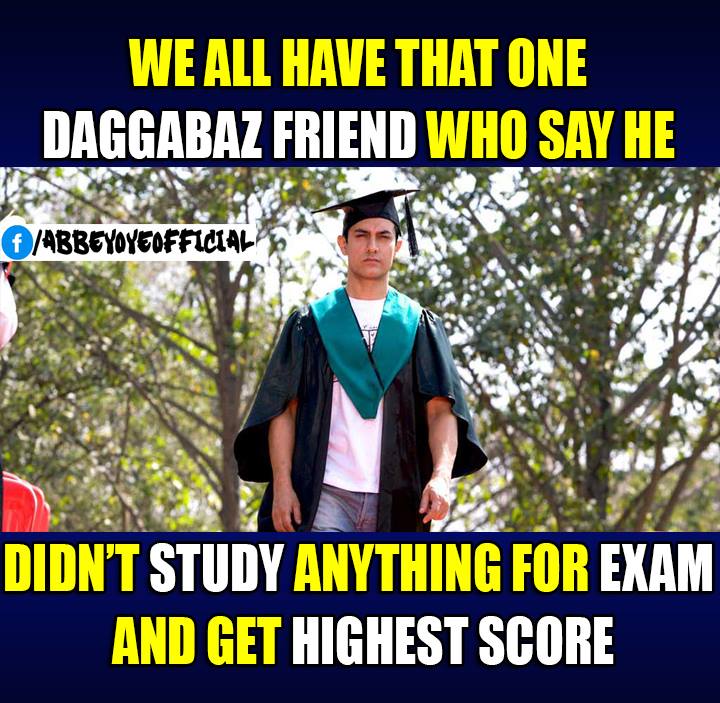 WE ALL HAVE THAT ONE
DAGGABAZ FRIEND WHO SAY HE
f/ABBEYOYEOFFICIAL
DIDN'T STUDY ANYTHING FOR EXAM
AND GET HIGHEST SCORE